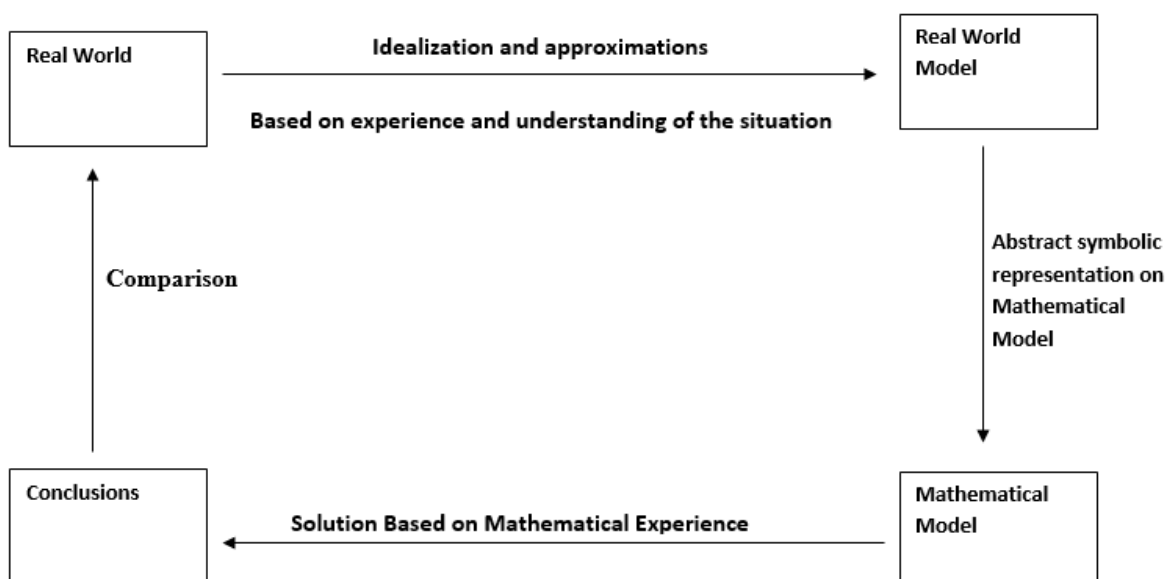 Real World
Idealization and approximations
Based on experience and understanding of the situation
Real World
Model
Abstract symbolic
representation on
Mathematical
Model
Comparison
Conclusions
Solution Based on Mathematical Experience
Mathematical
Model